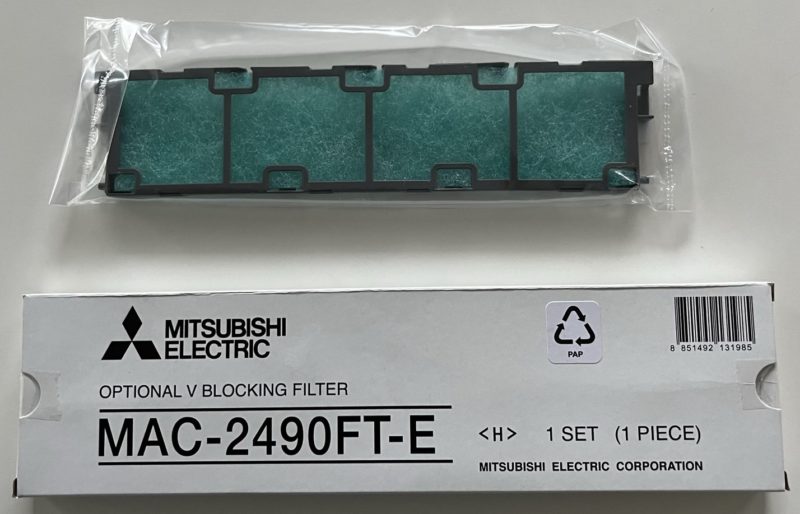 MITSUBISHI
ELECTRIC
PAP
8 851492 131985
OPTIONAL V BLOCKING FILTER
MAC-2490FT-E <H> 1 SET (1 PIECE)
MITSUBISHI ELECTRIC CORPORATION